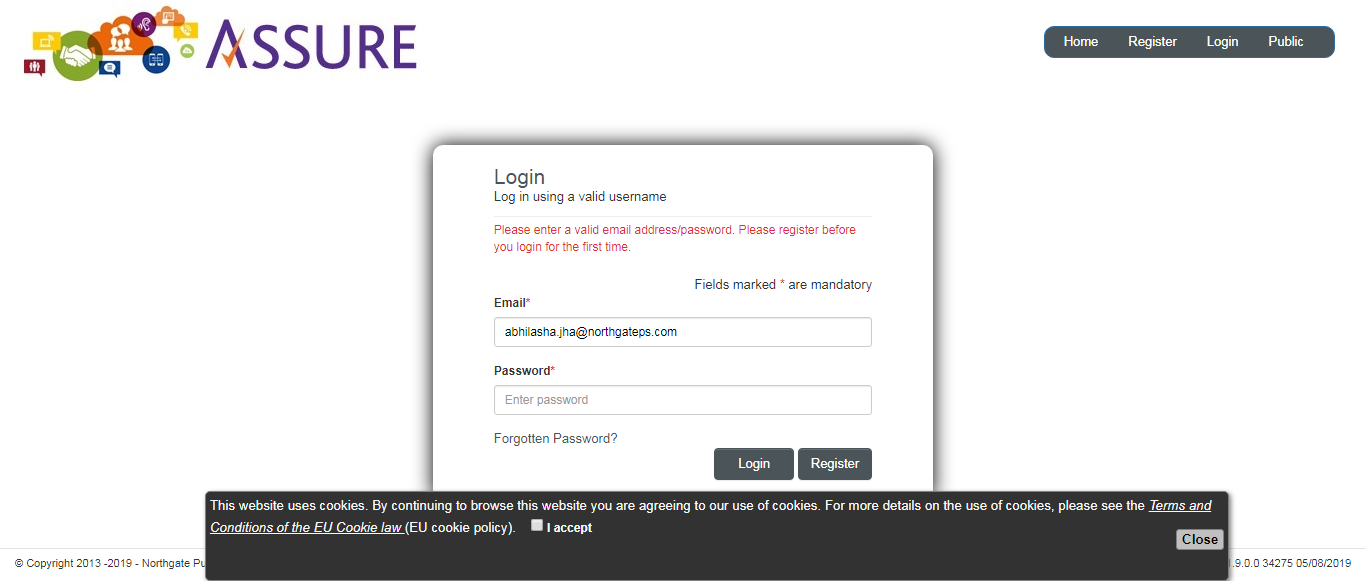 ASSURE
Home Register Login Public
Login
Log in using a valid username
Please enter a valid email address/password. Please register before
you login for the first time.
Fields marked * are mandatory
Email*
abhilasha.jha@northgateps.com
Password*
Enter password
Forgotten Password?
Login Register
This website uses cookies. By continuing to browse this website you are agreeing to our use of cookies. For more details on the use of cookies, please see the Terms and
Conditions of the EU Cookie law (EU cookie policy). I accept
Close
© Copyright 2013 -2019 - Northgate Pu
.9.0.0 34275 05/08/2019